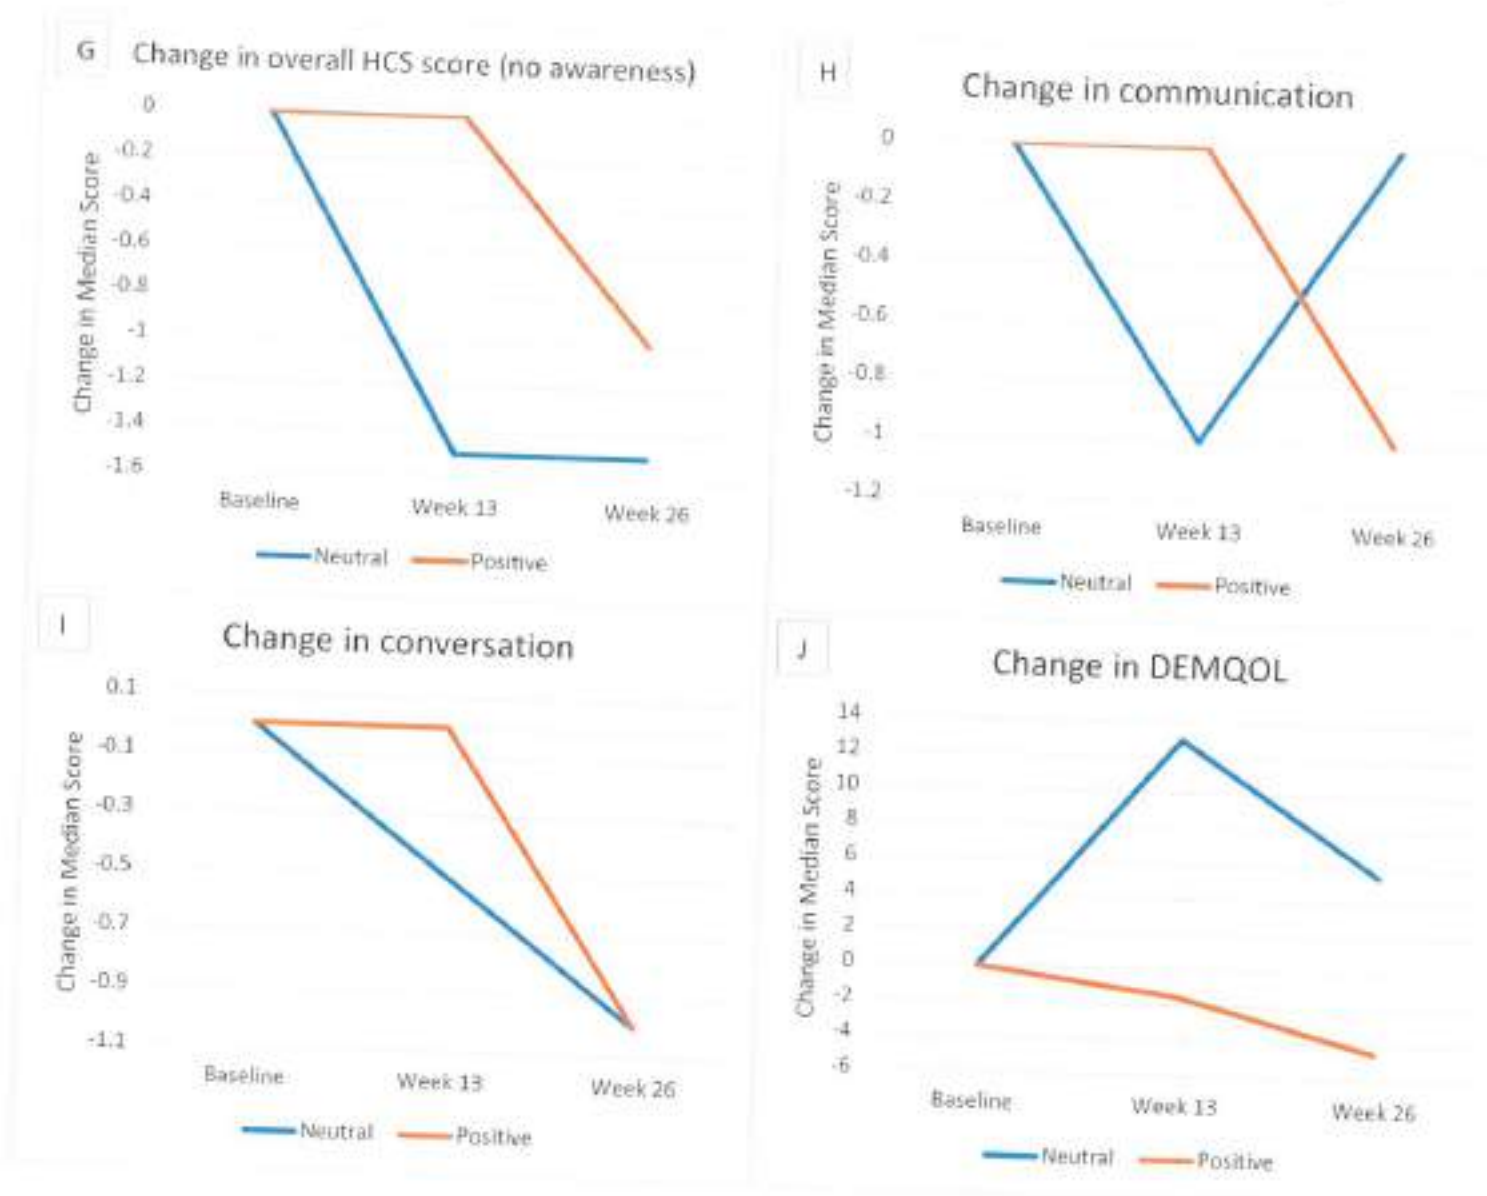 G
Change in overall HCS score (no awareness)
Change in Median Score
0
-0.2
-0.4
-0.6
-0.8
-1
-1.2
-1.4
-1.6
Baseline
Week 13
Week 26
Neutral
Positive
H
Change in communication
Change in Median Score
0
-0.2
-0.4
-0.6
-0.8
-1
-1.2
Baseline
Week 13
Week 26
Neutral
Positive
I
Change in conversation
Change in Median Score
0.1
-0.1
-0.3
-0.5
-0.7
-0.9
-1.1
Baseline
Week 13
Week 26
Neutral
Positive
J
Change in DEMQOL
Change in Median Score
14
12
10
8
6
4
2
0
-2
-4
-6
Baseline
Week 13
Week 26
Neutral
Positive